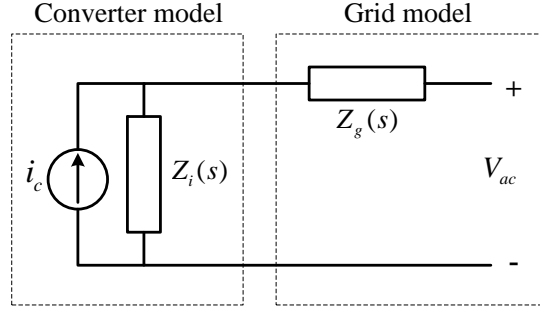 Converter model
Grid model
+
Z_g(s)
i_c
Z_i(s)
V_ac
-